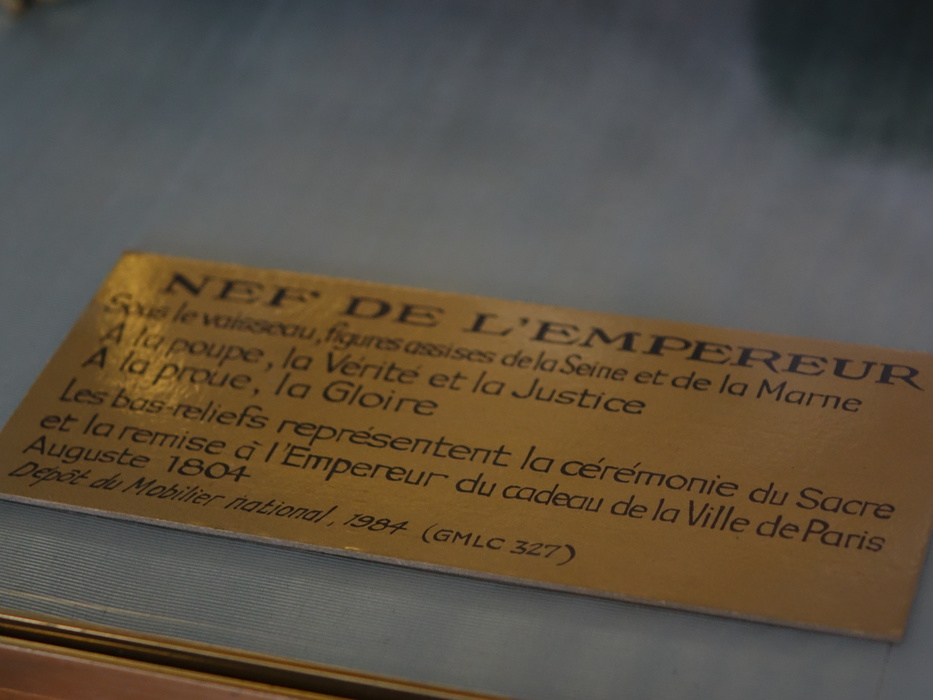 NEF DE L'EMPEREUR
Sous le vaisseau, figures assises de la Seine et de la Marne
À la poupe, la Vérité et la Justice
À la proue, la Gloire
Les bas-reliefs représentent la cérémonie du Sacre
et la remise à l'Empereur du cadeau de la Ville de Paris
Auguste 1804
Dépôt du Mobilier national, 1984 (GMLC 327)